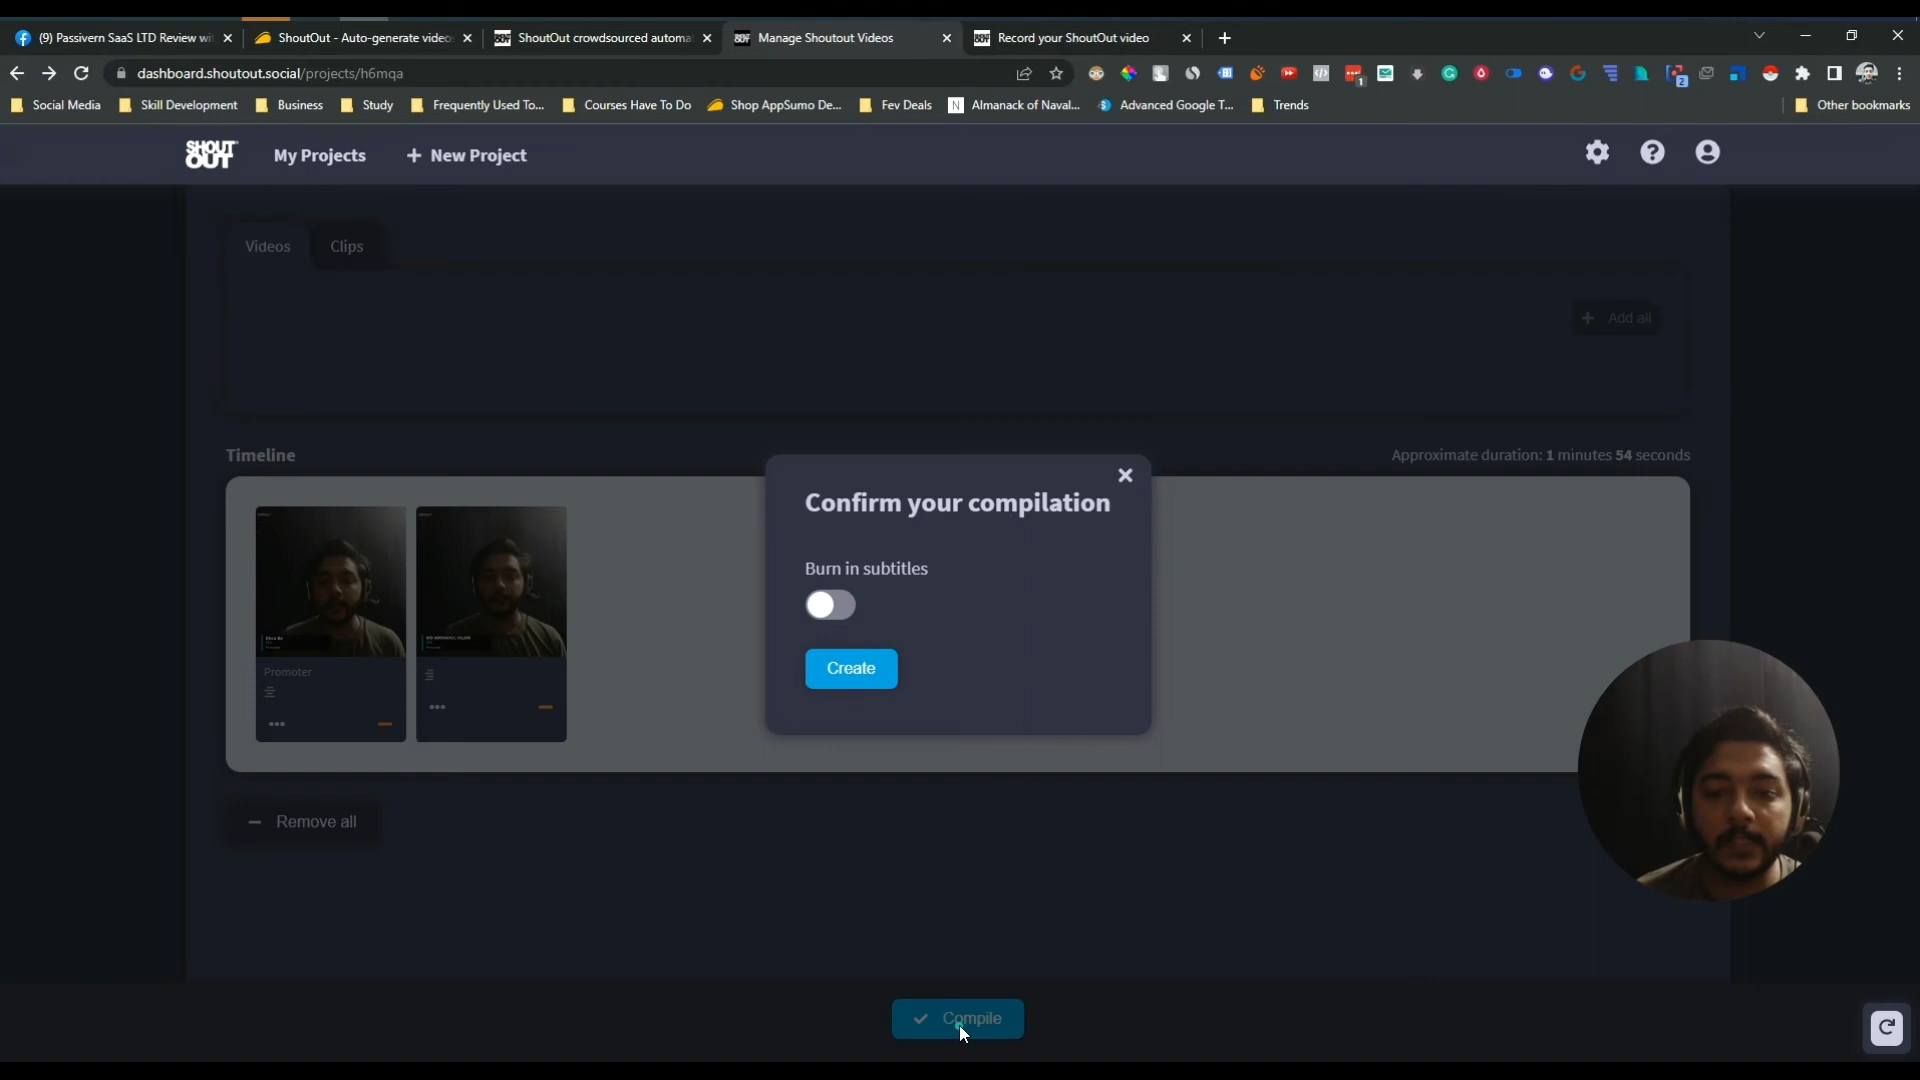 (9) Passivern SaaS LTD Review wi
ShoutOut - Auto-generate video
ShoutOut crowdsourced automa
Manage Shoutout Videos
Record your ShoutOut video
dashboard.shoutout.social/projects/h6mqa
Social Media
Skill Development
Business
Study
Frequently Used To...
Courses Have To Do
Shop AppSumo De...
Fev Deals
Almanack of Naval...
Advanced Google T...
Trends
Other bookmarks
SHOUT
OUT
My Projects
+ New Project
Videos
Clips
+ Add all
Timeline
Approximate duration: 1 minutes 54 seconds
Confirm your compilation
Burn in subtitles
Create
Promoter
Remove all
Compile